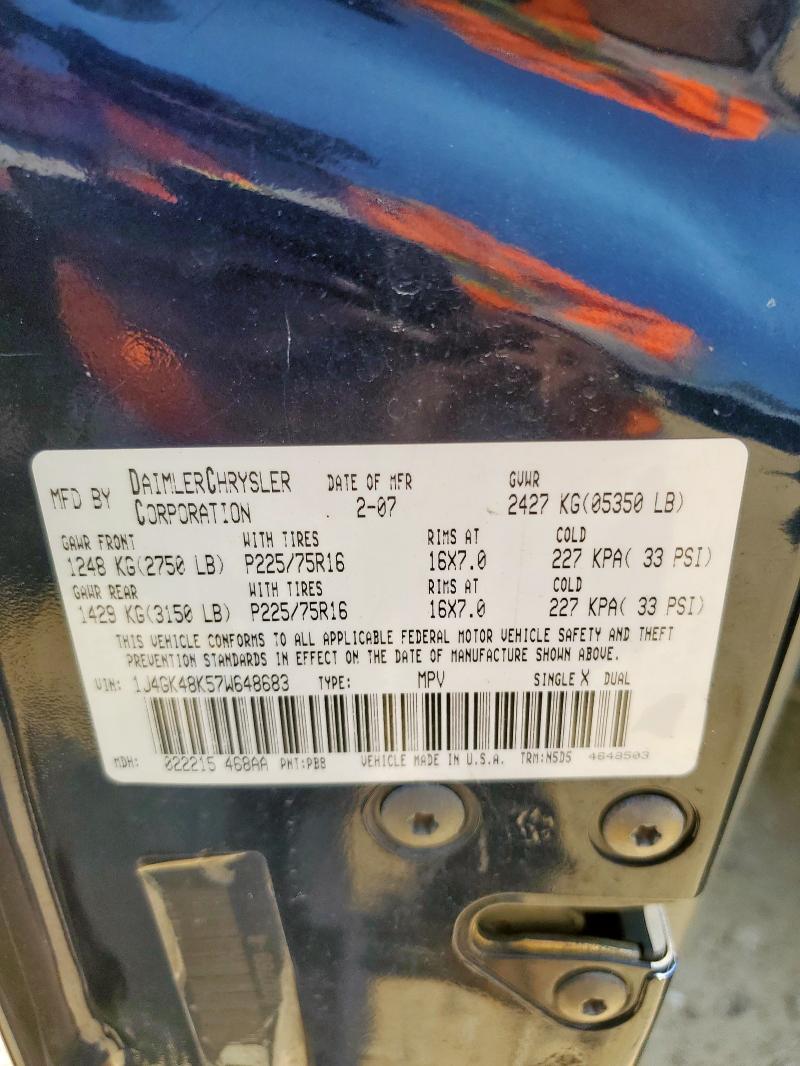 MFD BY DAIMLERCHRYSLER CORPORATION DATE OF MFR 2-07 GVWR 2427 KG(05350 LB)
GAWR FRONT WITH TIRES RIMS AT COLD
1248 KG(2750 LB) P225/75R16 16X7.0 227 KPA( 33 PSI)
GAWR REAR WITH TIRES RIMS AT COLD
1429 KG(3150 LB) P225/75R16 16X7.0 227 KPA( 33 PSI)
THIS VEHICLE CONFORMS TO ALL APPLICABLE FEDERAL MOTOR VEHICLE SAFETY AND THEFT
PREVENTION STANDARDS IN EFFECT ON THE DATE OF MANUFACTURE SHOWN ABOVE.
VIN: 1J4GK48K57W648683 TYPE: MPV SINGLE X DUAL
MDH: 022215 468AA PNT:PB8 VEHICLE MADE IN U.S.A. TRM:N5D5 4648503